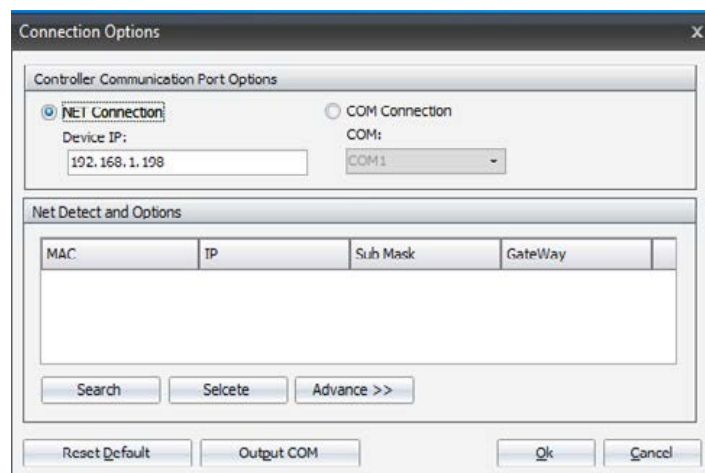 Connection Options
X
Controller Communication Port Options
NET Connection
COM Connection
Device IP:
COM:
192.168.1.198
COM1
Net Detect and Options
MAC IP Sub Mask GateWay
Search Selcete Advance >>
Reset Default Output COM Ok Cancel